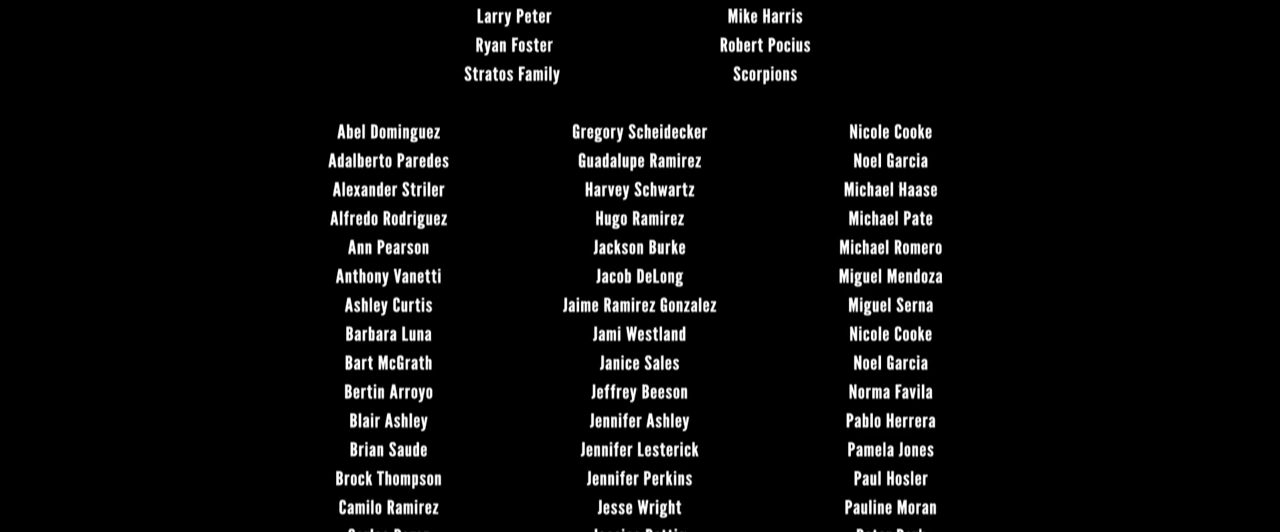 Larry Peter Mike Harris
Ryan Foster Robert Pocius
Stratos Family Scorpions
Abel Dominguez Gregory Scheidecker Nicole Cooke
Adalberto Paredes Guadalupe Ramirez Noel Garcia
Alexander Striler Harvey Schwartz Michael Haase
Alfredo Rodriguez Hugo Ramirez Michael Pate
Ann Pearson Jackson Burke Michael Romero
Anthony Vanetti Jacob DeLong Miguel Mendoza
Ashley Curtis Jaime Ramirez Gonzalez Miguel Serna
Barbara Luna Jami Westland Nicole Cooke
Bart McGrath Janice Sales Noel Garcia
Bertin Arroyo Jeffrey Beeson Norma Favila
Blair Ashley Jennifer Ashley Pablo Herrera
Brian Saude Jennifer Lesterick Pamela Jones
Brock Thompson Jennifer Perkins Paul Hosler
Camilo Ramirez Jesse Wright Pauline Moran